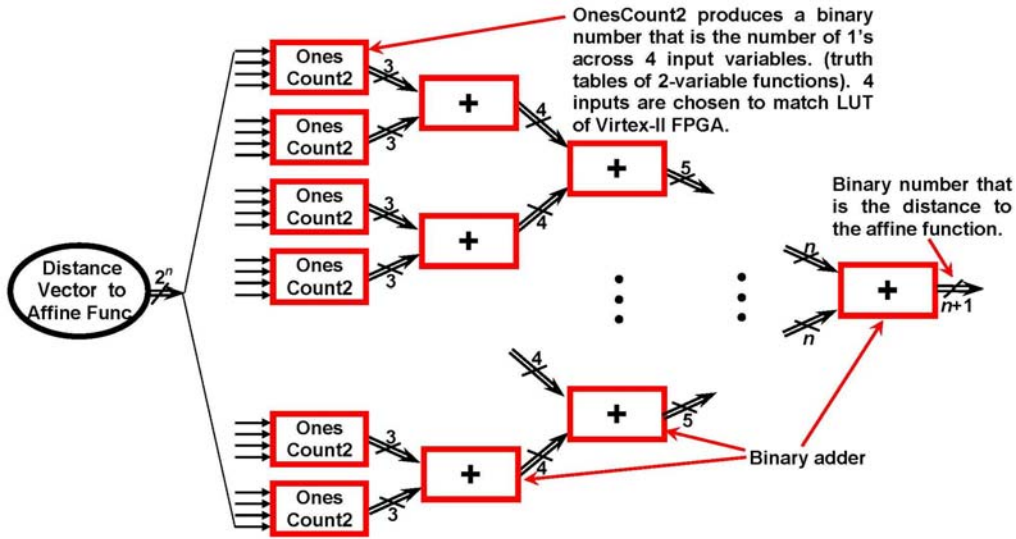 OnesCount2 produces a binary
number that is the number of 1's
across 4 input variables. (truth
tables of 2-variable functions). 4
inputs are chosen to match LUT
of Virtex-II FPGA.
Ones
Count2
3
+
4
Ones
Count2
3
+
5
Ones
Count2
3
+
4
Ones
Count2
3
Binary number that
is the distance to
the affine function.
Distance
Vector to
Affine Func
2ⁿ
n
+
n+1
n
4
+
5
Ones
Count2
3
+
4
Ones
Count2
3
Binary adder